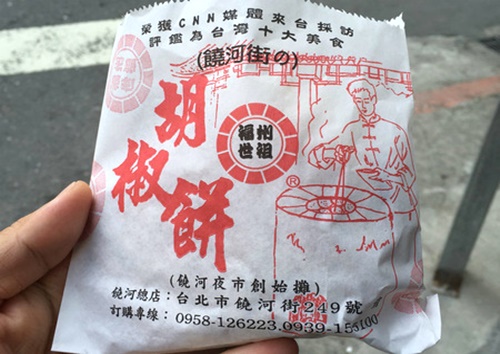 榮獲CNN媒體來台採訪
評鑑為台灣十大美食
(饒河街の)
胡椒餅
福州
世祖
®
(饒河夜市創始攤)
饒河總店：台北市饒河街249號
訂購專線：0958-126223.0939-155100